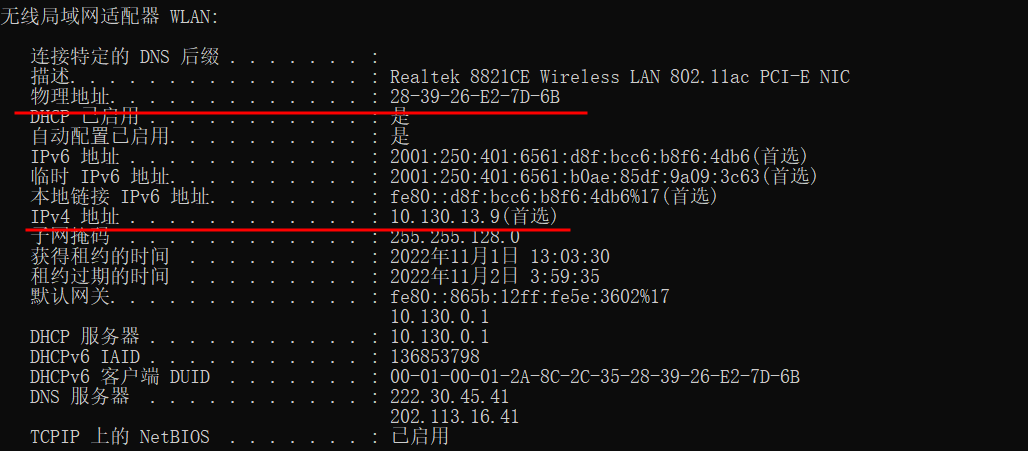 无线局域网适配器 WLAN:
连接特定的 DNS 后缀 . . . . . . . :
描述. . . . . . . . . . . . . . . : Realtek 8821CE Wireless LAN 802.11ac PCI-E NIC
物理地址. . . . . . . . . . . . . : 28-39-26-E2-7D-6B
DHCP 已启用 . . . . . . . . . . . : 是
自动配置已启用. . . . . . . . . . : 是
IPv6 地址 . . . . . . . . . . . . : 2001:250:401:6561:d8f:bcc6:b8f6:4db6(首选)
临时 IPv6 地址. . . . . . . . . . : 2001:250:401:6561:b0ae:85df:9a09:3c63(首选)
本地链接 IPv6 地址. . . . . . . . : fe80::d8f:bcc6:b8f6:4db6%17(首选)
IPv4 地址 . . . . . . . . . . . . : 10.130.13.9(首选)
子网掩码  . . . . . . . . . . . . : 255.255.128.0
获得租约的时间  . . . . . . . . . : 2022年11月1日 13:03:30
租约过期的时间  . . . . . . . . . : 2022年11月2日 3:59:35
默认网关. . . . . . . . . . . . . : fe80::865b:12ff:fe5e:3602%17
10.130.0.1
DHCP 服务器 . . . . . . . . . . . : 10.130.0.1
DHCPv6 IAID . . . . . . . . . . . : 136853798
DHCPv6 客户端 DUID  . . . . . . . : 00-01-00-01-2A-8C-2C-35-28-39-26-E2-7D-6B
DNS 服务器  . . . . . . . . . . . : 222.30.45.41
202.113.16.41
TCPIP 上的 NetBIOS  . . . . . . . : 已启用